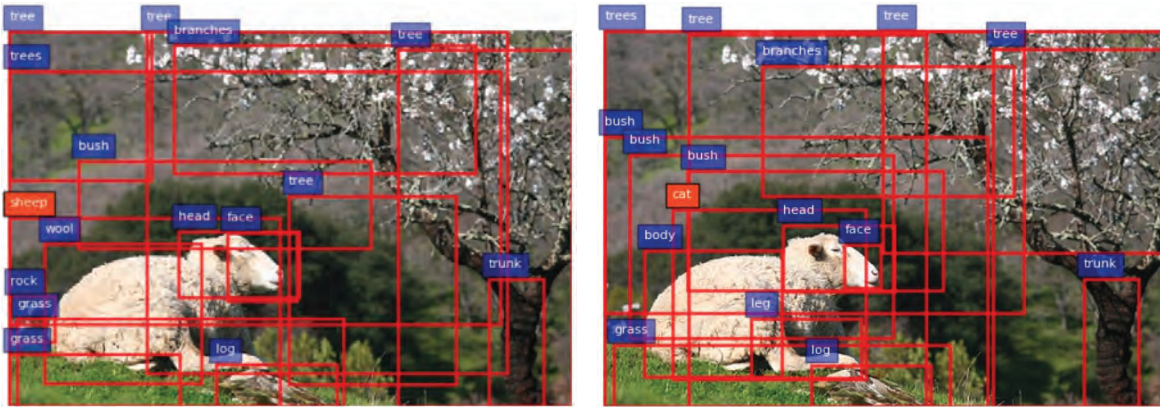 tree
tree
branches
tree
trees
bush
tree
sheep
head
face
wool
trunk
rock
grass
grass
log
trees
tree
tree
tree
branches
bush
bush
bush
cat
head
face
body
trunk
leg
grass
log